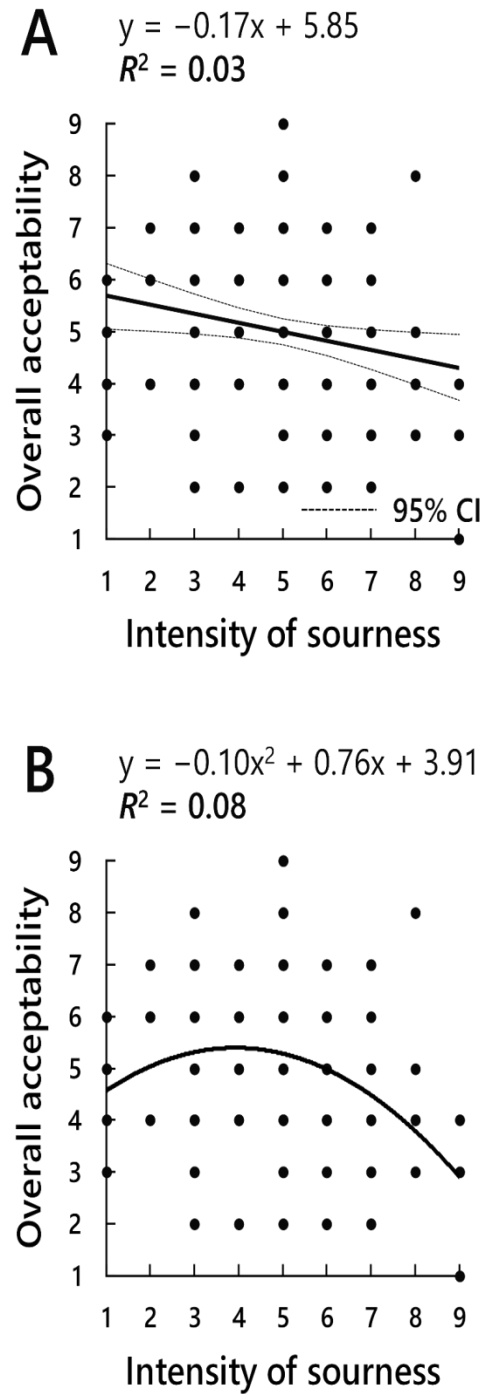 A
y = −0.17x + 5.85
R² = 0.03
9
8
7
6
5
4
3
2
1
Overall acceptability
95% CI
1 2 3 4 5 6 7 8 9
Intensity of sourness
B
y = −0.10x² + 0.76x + 3.91
R² = 0.08
9
8
7
6
5
4
3
2
1
Overall acceptability
1 2 3 4 5 6 7 8 9
Intensity of sourness